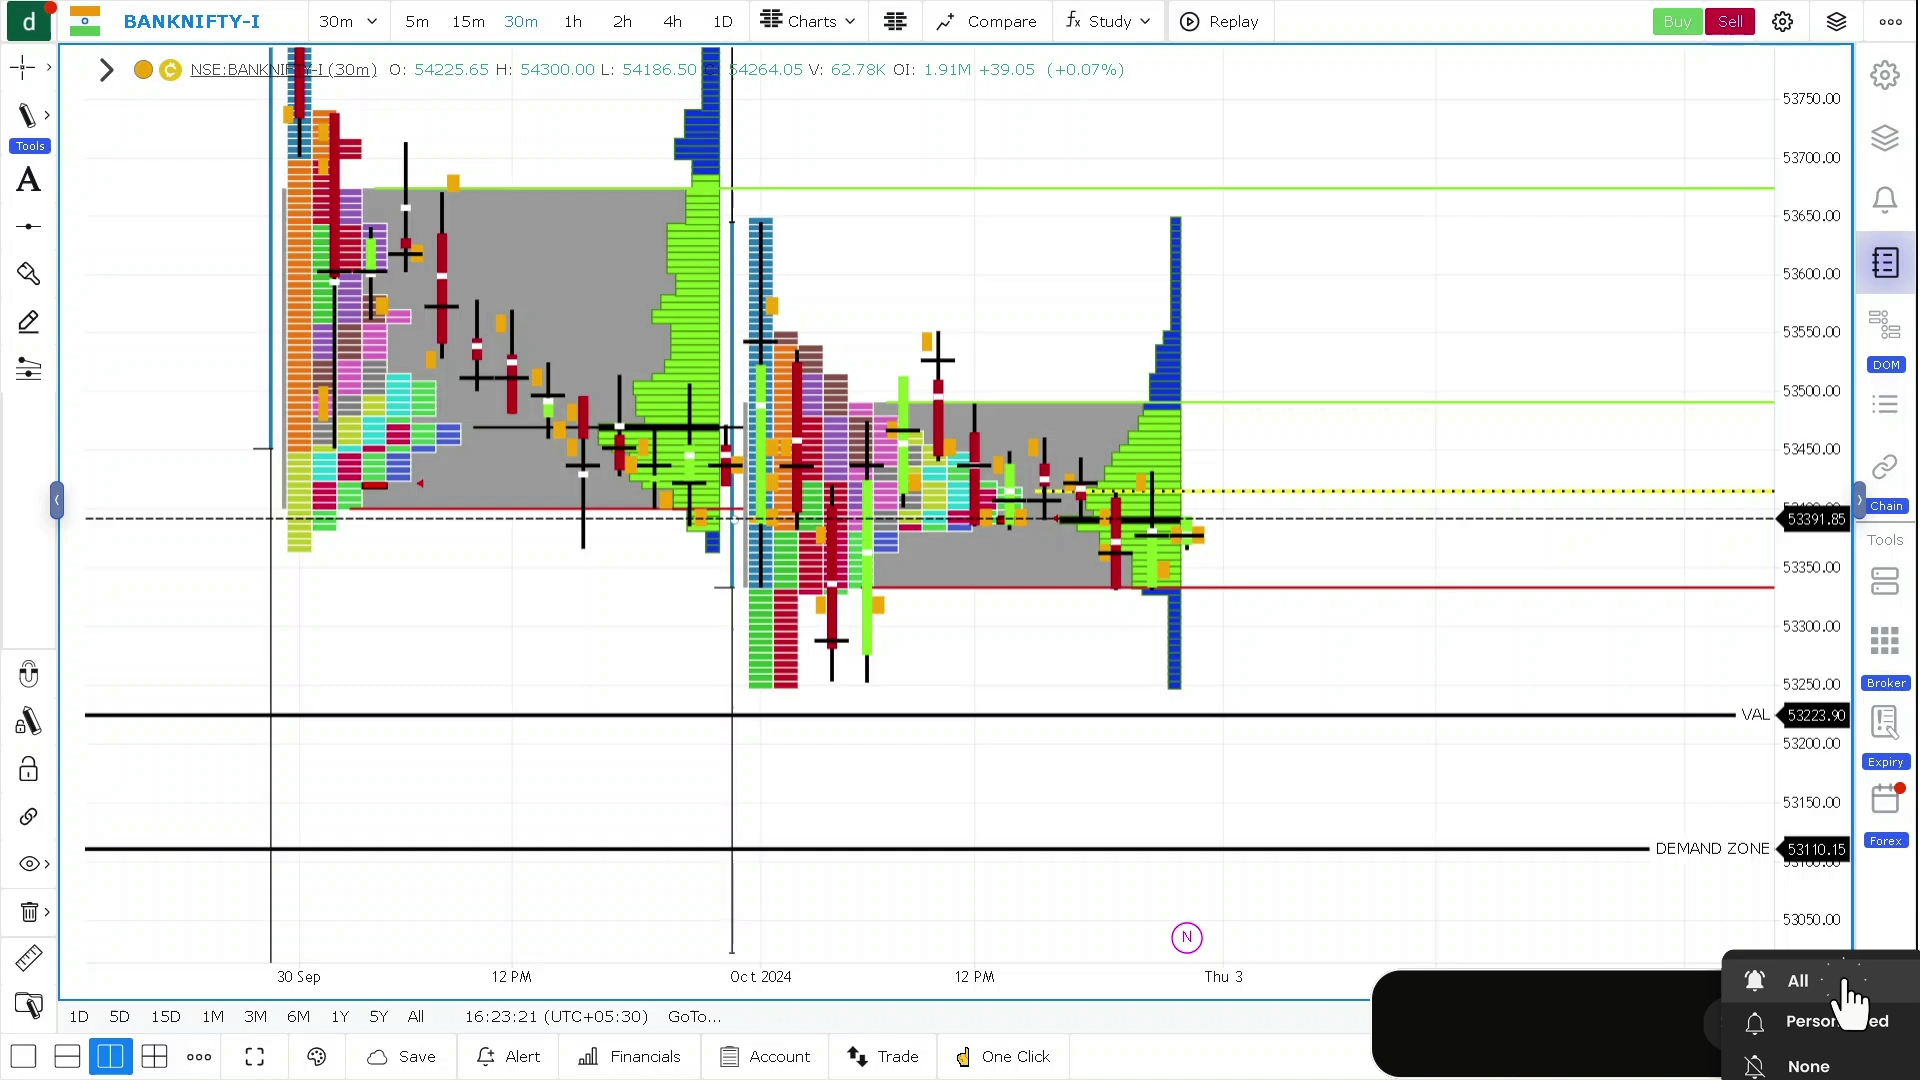 d
BANKNIFTY-I
30m
5m
15m
30m
1h
2h
4h
1D
Charts
Compare
fx Study
Replay
Buy
Sell
C NSE:BANKNIFTY-I (30m) O: 54225.65 H: 54300.00 L: 54186.50 54264.05 V: 62.78K OI: 1.91M +39.05 (+0.07%)
Tools
A
53750.00
53700.00
53650.00
53600.00
53550.00
53500.00
53450.00
53391.85
53350.00
53300.00
53250.00
VAL 53223.90
53200.00
53150.00
DEMAND ZONE 53110.15
53050.00
DOM
Chain
Tools
Broker
Expiry
Forex
N
30 Sep
12 PM
Oct 2024
12 PM
Thu 3
1D 5D 15D 1M 3M 6M 1Y 5Y All 16:23:21 (UTC+05:30) GoTo...
Save
Alert
Financials
Account
Trade
One Click
All
None